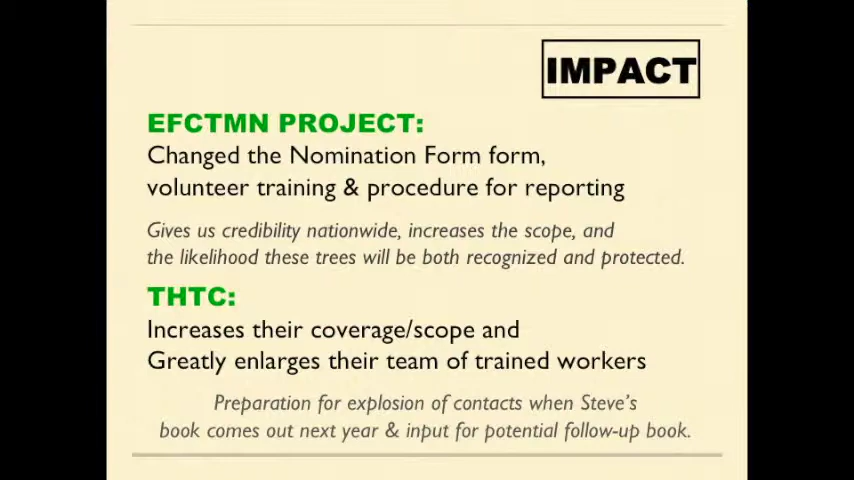 IMPACT
EFCTMN PROJECT:
Changed the Nomination Form form,
volunteer training & procedure for reporting
Gives us credibility nationwide, increases the scope, and
the likelihood these trees will be both recognized and protected.
THTC:
Increases their coverage/scope and
Greatly enlarges their team of trained workers
Preparation for explosion of contacts when Steve's
book comes out next year & input for potential follow-up book.